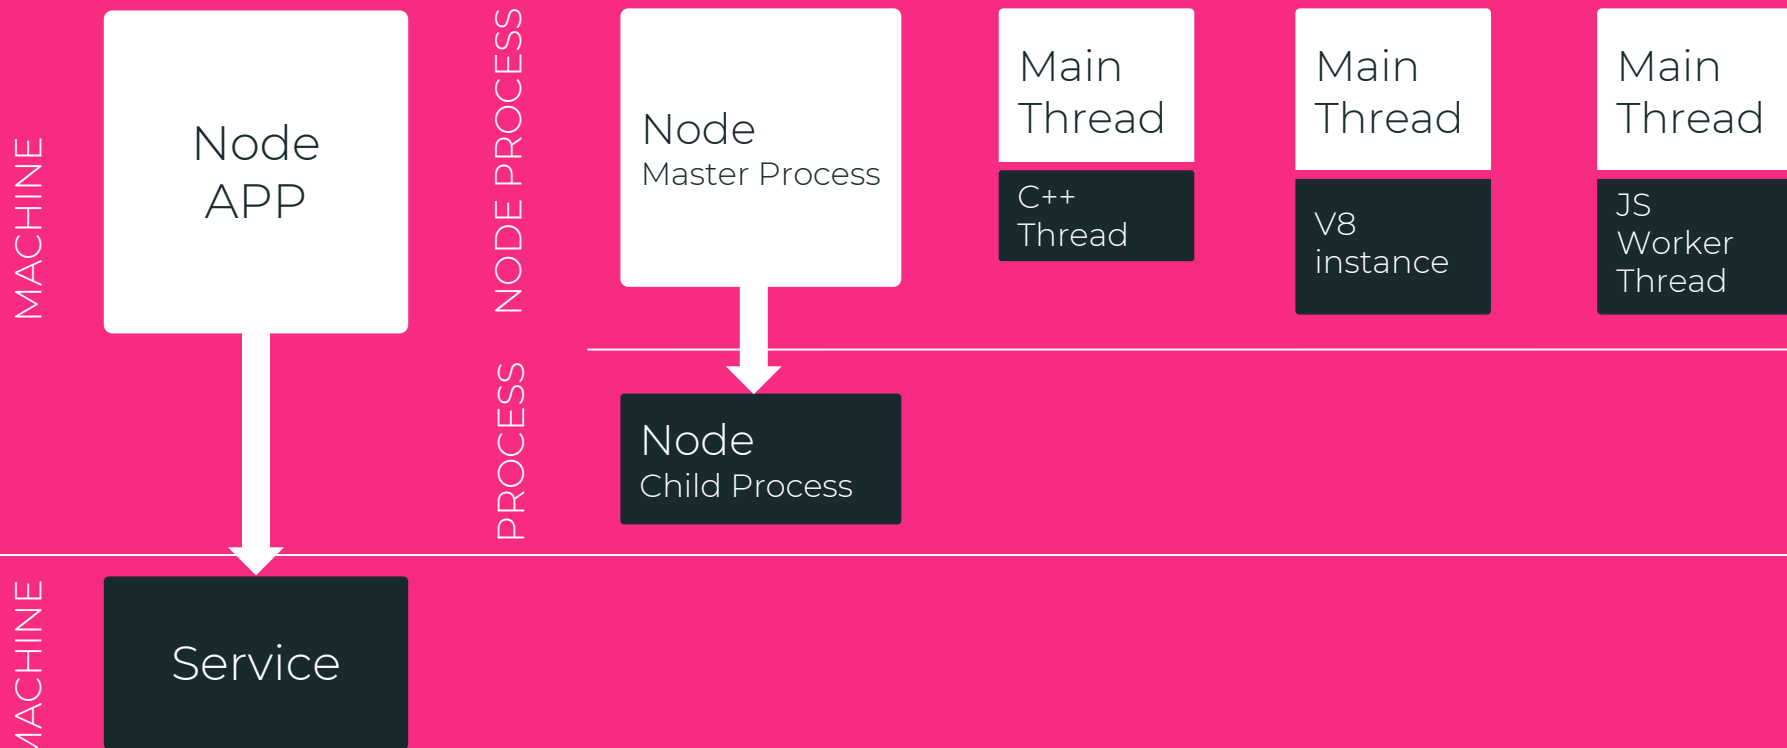 MACHINE
Node
APP
NODE PROCESS
Node
Master Process
Main
Thread
C++
Thread
Main
Thread
V8
instance
Main
Thread
JS
Worker
Thread
PROCESS
Node
Child Process
MACHINE
Service